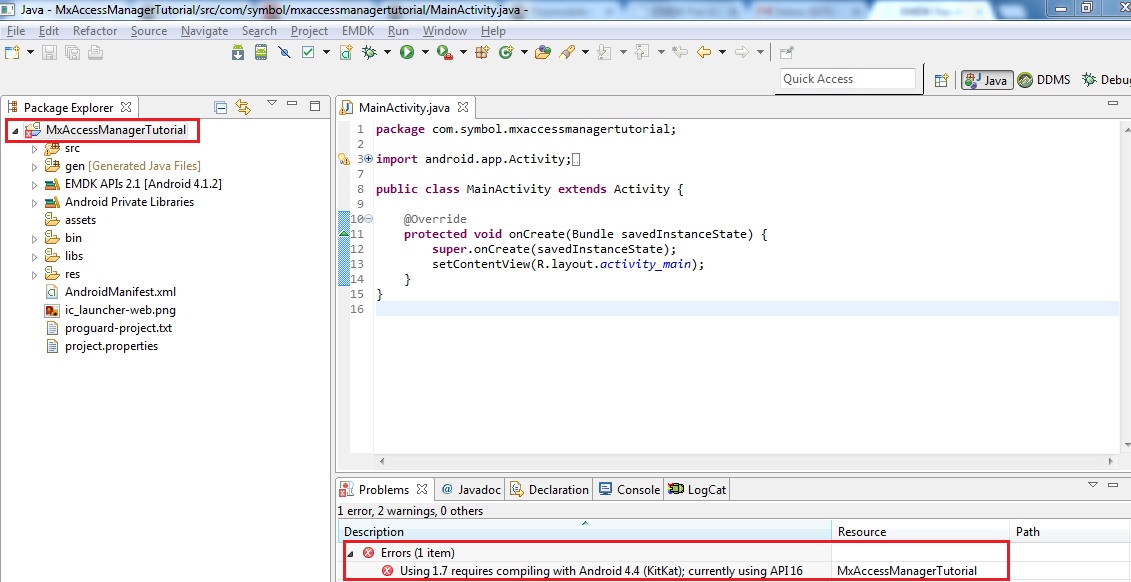 Java - MxAccessManagerTutorial/src/com/symbol/mxaccessmanagertutorial/MainActivity.java -
File Edit Refactor Source Navigate Search Project EMDK Run Window Help
Quick Access
Java
DDMS
Debu
Package Explorer
MxAccessManagerTutorial
src
gen [Generated Java Files]
EMDK APIs 2.1 [Android 4.1.2]
Android Private Libraries
assets
bin
libs
res
AndroidManifest.xml
ic_launcher-web.png
proguard-project.txt
project.properties
MainActivity.java
1 package com.symbol.mxaccessmanagertutorial;
2
3 import android.app.Activity;
7
8 public class MainActivity extends Activity {
9
10 @Override
11 protected void onCreate(Bundle savedInstanceState) {
12 super.onCreate(savedInstanceState);
13 setContentView(R.layout.activity_main);
14 }
15 }
16
Problems @ Javadoc Declaration Console LogCat
1 error, 2 warnings, 0 others
Description Resource Path
Errors (1 item)
Using 1.7 requires compiling with Android 4.4 (KitKat); currently using API 16 MxAccessManagerTutorial